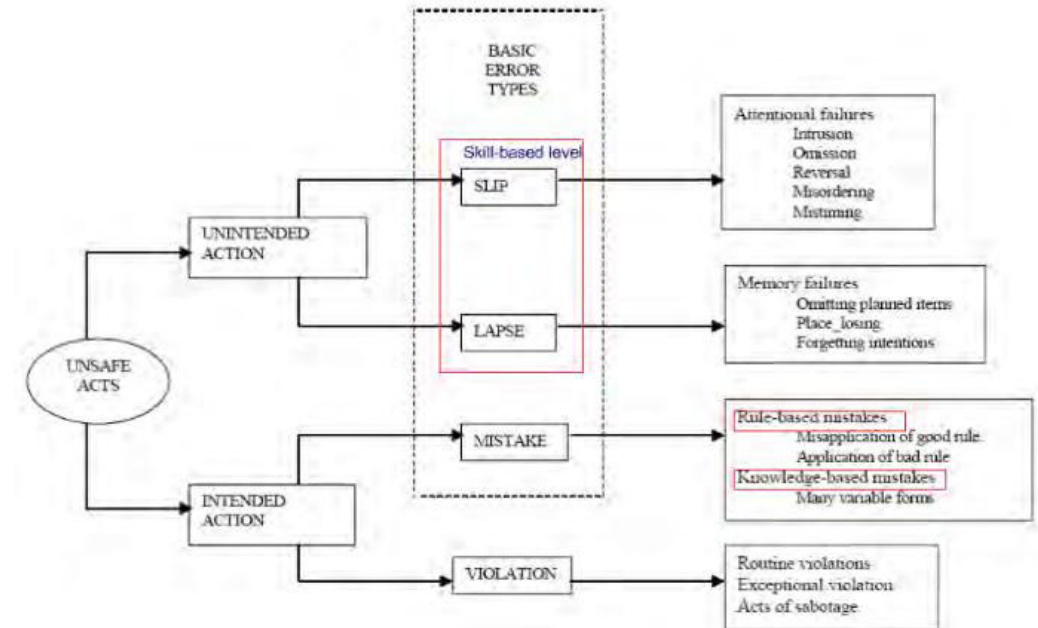 BASIC
ERROR
TYPES
Skill-based level
SLIP
Attentional failures
Intrusion
Omission
Reversal
Misordering
Mistiming
UNINTENDED
ACTION
LAPSE
Memory failures
Omitting planned items
Place_losing
Forgetting intentions
UNSAFE
ACTS
MISTAKE
Rule-based mistakes
Misapplication of good rule.
Application of bad rule
Knowledge-based mistakes
Many variable forms
INTENDED
ACTION
VIOLATION
Routine violations
Exceptional violation
Acts of sabotage